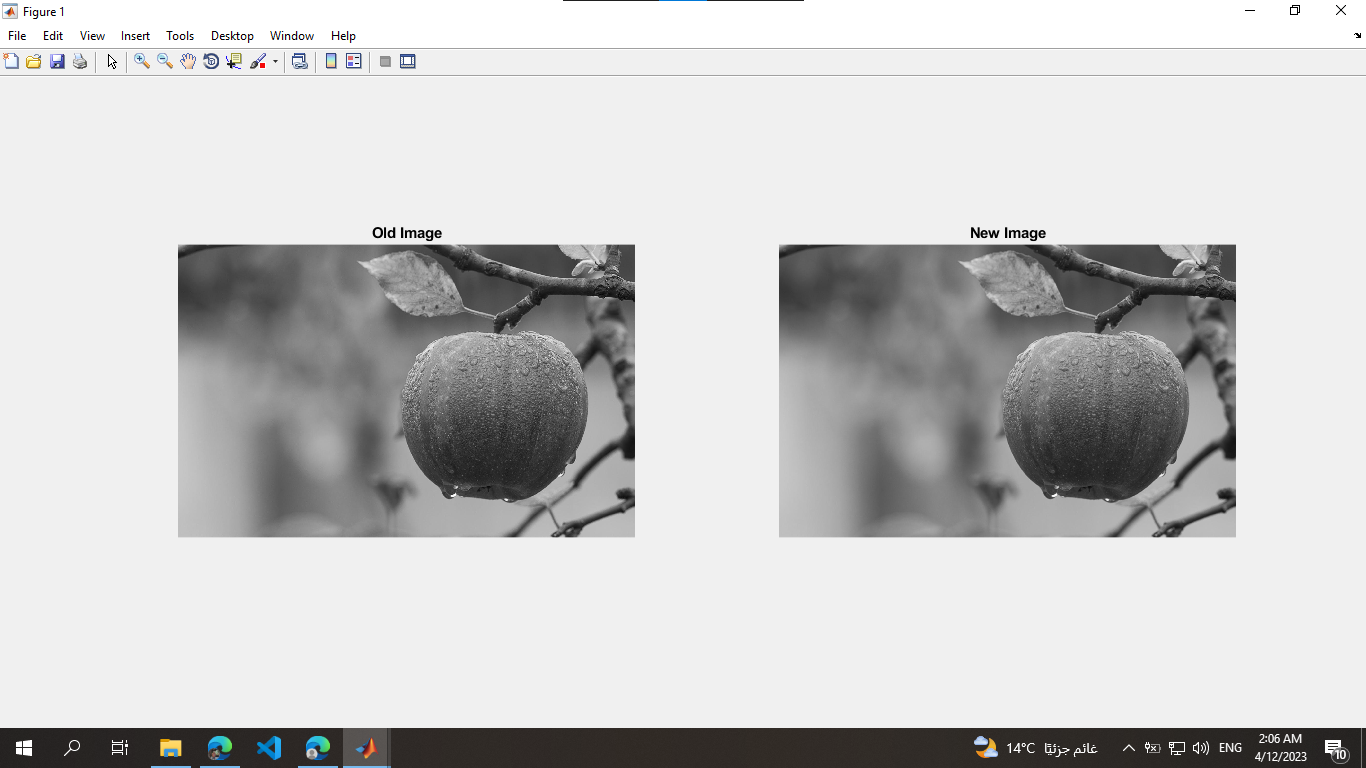 Figure 1
File Edit View Insert Tools Desktop Window Help
Old Image
New Image
14°C غائم جزئيًا
ENG
2:06 AM
4/12/2023
10